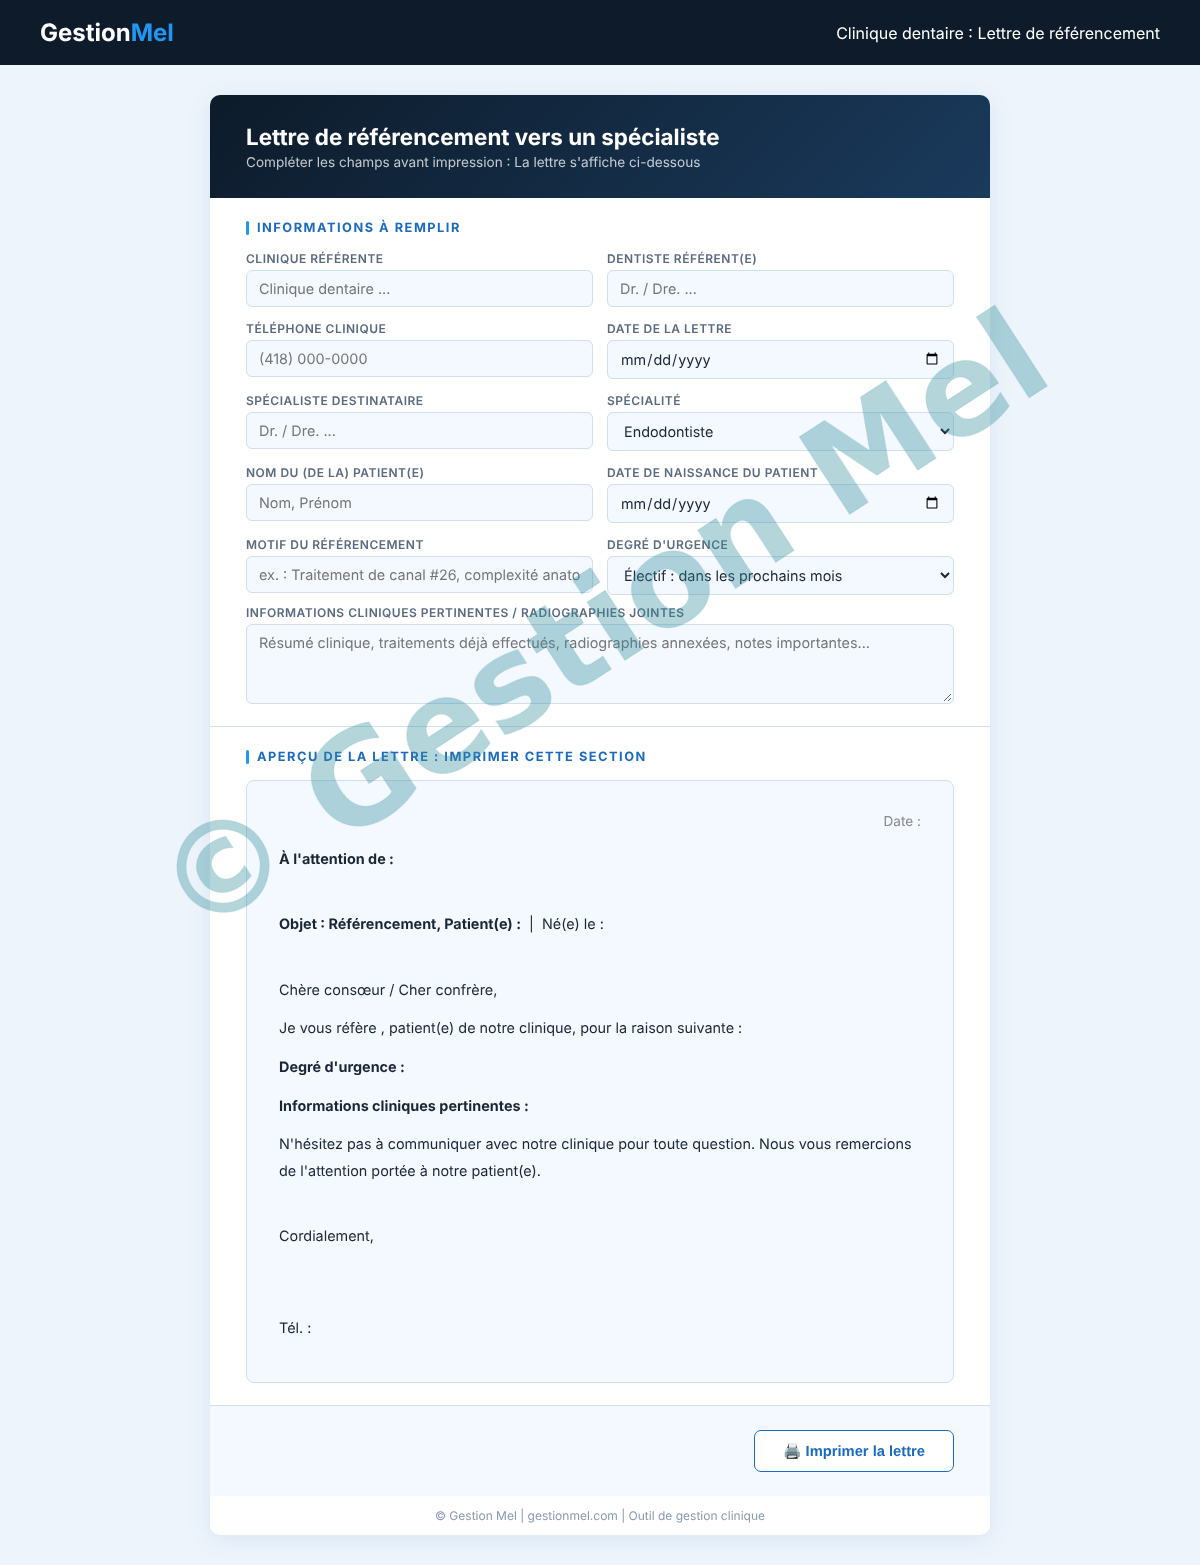 GestionMel
Clinique dentaire : Lettre de référencement
Lettre de référencement vers un spécialiste
Compléter les champs avant impression : La lettre s'affiche ci-dessous
INFORMATIONS À REMPLIR
CLINIQUE RÉFÉRENTE
DENTISTE RÉFÉRENT(E)
Clinique dentaire ...
Dr. / Dre. ...
TÉLÉPHONE CLINIQUE
DATE DE LA LETTRE
(418) 000-0000
mm/dd/yyyy
SPÉCIALISTE DESTINATAIRE
SPÉCIALITÉ
Dr. / Dre. ...
Endodontiste
NOM DU (DE LA) PATIENT(E)
DATE DE NAISSANCE DU PATIENT
Nom, Prénom
mm/dd/yyyy
MOTIF DU RÉFÉRENCEMENT
DEGRÉ D'URGENCE
ex. : Traitement de canal #26, complexité anato
Électif : dans les prochains mois
INFORMATIONS CLINIQUES PERTINENTES / RADIOGRAPHIES JOINTES
Résumé clinique, traitements déjà effectués, radiographies annexées, notes importantes...
© Gestion Mel
APERÇU DE LA LETTRE : IMPRIMER CETTE SECTION
Date :
À l'attention de :
Objet : Référencement, Patient(e) : | Né(e) le :
Chère consœur / Cher confrère,
Je vous réfère , patient(e) de notre clinique, pour la raison suivante :
Degré d'urgence :
Informations cliniques pertinentes :
N'hésitez pas à communiquer avec notre clinique pour toute question. Nous vous remercions
de l'attention portée à notre patient(e).
Cordialement,
Tél. :
🖨️ Imprimer la lettre
© Gestion Mel | gestionmel.com | Outil de gestion clinique